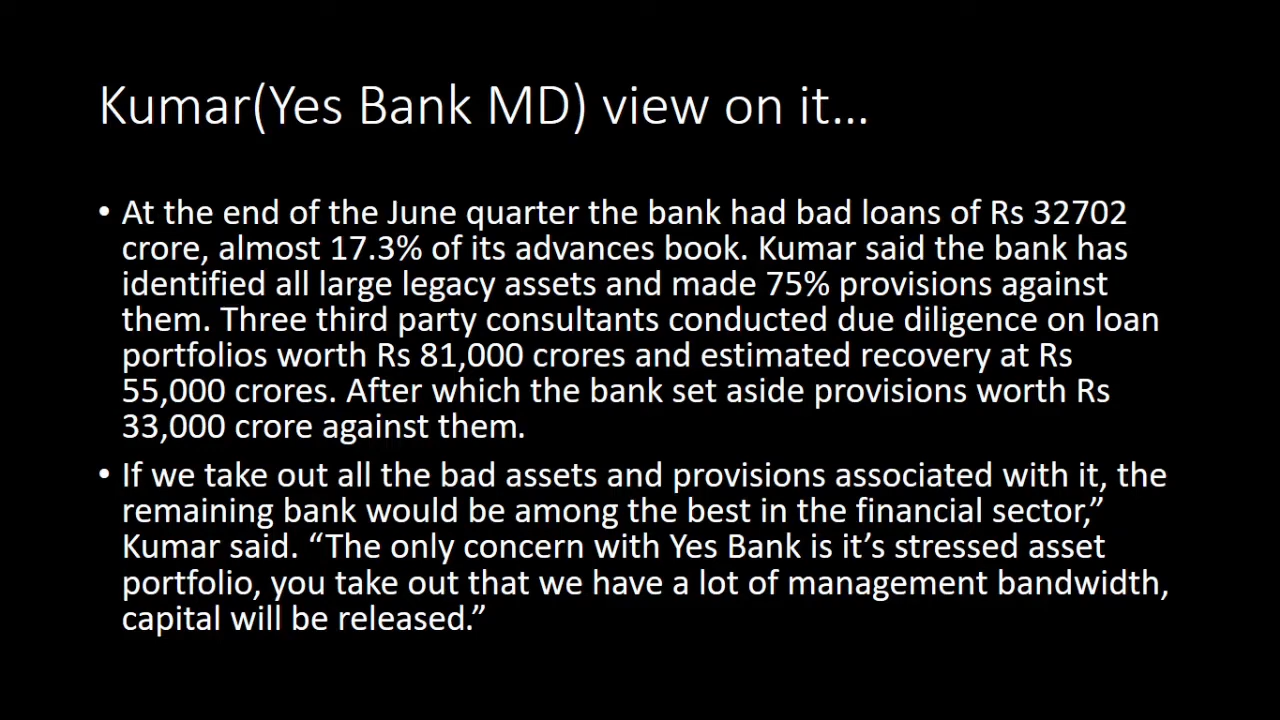 Kumar(Yes Bank MD) view on it...
• At the end of the June quarter the bank had bad loans of Rs 32702
crore, almost 17.3% of its advances book. Kumar said the bank has
identified all large legacy assets and made 75% provisions against
them. Three third party consultants conducted due diligence on loan
portfolios worth Rs 81,000 crores and estimated recovery at Rs
55,000 crores. After which the bank set aside provisions worth Rs
33,000 crore against them.
• If we take out all the bad assets and provisions associated with it, the
remaining bank would be among the best in the financial sector,”
Kumar said. “The only concern with Yes Bank is it’s stressed asset
portfolio, you take out that we have a lot of management bandwidth,
capital will be released.”